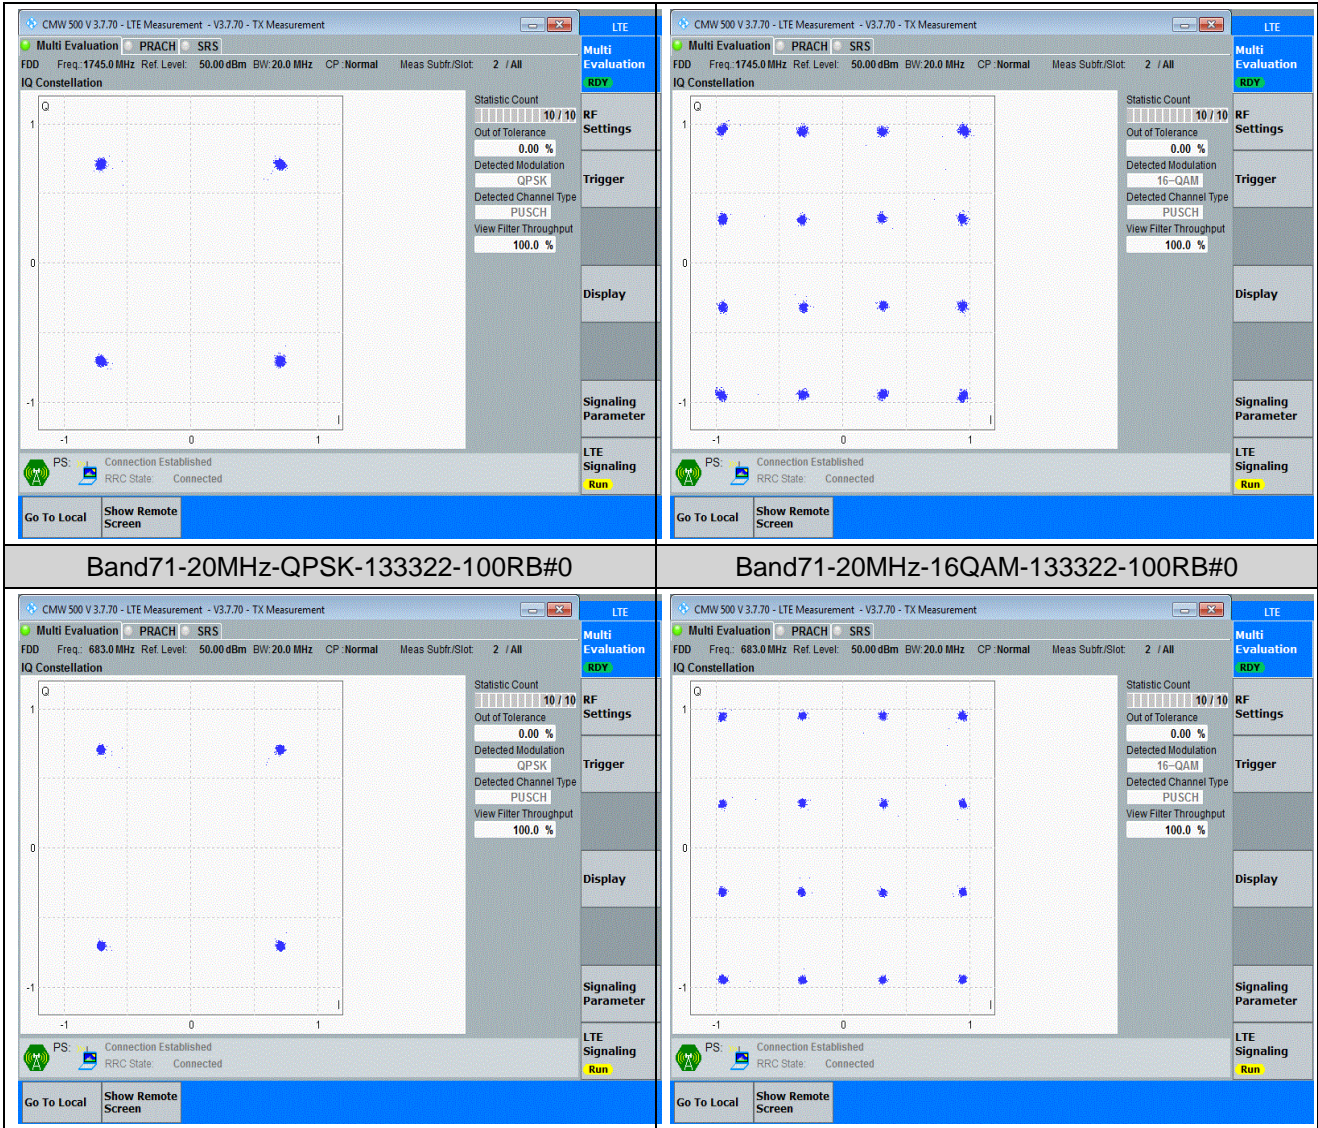 CMW 500 V 3.7.70 - LTE Measurement - V3.7.70 - TX Measurement
LTE
Multi Evaluation PRACH SRS
Multi Evaluation
RDY
FDD Freq.:1745.0 MHz Ref. Level: 50.00 dBm BW:20.0 MHz CP :Normal Meas Subfr./Slot: 2 / All
IQ Constellation
Q
1
0
-1
I
-1 0 1
Statistic Count
10 / 10
Out of Tolerance
0.00 %
Detected Modulation
QPSK
Detected Channel Type
PUSCH
View Filter Throughput
100.0 %
RF Settings
Trigger
Display
Signaling Parameter
LTE Signaling
Run
PS: Connection Established
RRC State: Connected
Go To Local
Show Remote Screen
CMW 500 V 3.7.70 - LTE Measurement - V3.7.70 - TX Measurement
LTE
Multi Evaluation PRACH SRS
Multi Evaluation
RDY
FDD Freq.:1745.0 MHz Ref. Level: 50.00 dBm BW:20.0 MHz CP :Normal Meas Subfr./Slot: 2 / All
IQ Constellation
Q
1
0
-1
I
-1 0 1
Statistic Count
10 / 10
Out of Tolerance
0.00 %
Detected Modulation
16-QAM
Detected Channel Type
PUSCH
View Filter Throughput
100.0 %
RF Settings
Trigger
Display
Signaling Parameter
LTE Signaling
Run
PS: Connection Established
RRC State: Connected
Go To Local
Show Remote Screen
Band71-20MHz-QPSK-133322-100RB#0
Band71-20MHz-16QAM-133322-100RB#0
CMW 500 V 3.7.70 - LTE Measurement - V3.7.70 - TX Measurement
LTE
Multi Evaluation PRACH SRS
Multi Evaluation
RDY
FDD Freq.: 683.0 MHz Ref. Level: 50.00 dBm BW:20.0 MHz CP :Normal Meas Subfr./Slot: 2 / All
IQ Constellation
Q
1
0
-1
I
-1 0 1
Statistic Count
10 / 10
Out of Tolerance
0.00 %
Detected Modulation
QPSK
Detected Channel Type
PUSCH
View Filter Throughput
100.0 %
RF Settings
Trigger
Display
Signaling Parameter
LTE Signaling
Run
PS: Connection Established
RRC State: Connected
Go To Local
Show Remote Screen
CMW 500 V 3.7.70 - LTE Measurement - V3.7.70 - TX Measurement
LTE
Multi Evaluation PRACH SRS
Multi Evaluation
RDY
FDD Freq.: 683.0 MHz Ref. Level: 50.00 dBm BW:20.0 MHz CP :Normal Meas Subfr./Slot: 2 / All
IQ Constellation
Q
1
0
-1
I
-1 0 1
Statistic Count
10 / 10
Out of Tolerance
0.00 %
Detected Modulation
16-QAM
Detected Channel Type
PUSCH
View Filter Throughput
100.0 %
RF Settings
Trigger
Display
Signaling Parameter
LTE Signaling
Run
PS: Connection Established
RRC State: Connected
Go To Local
Show Remote Screen